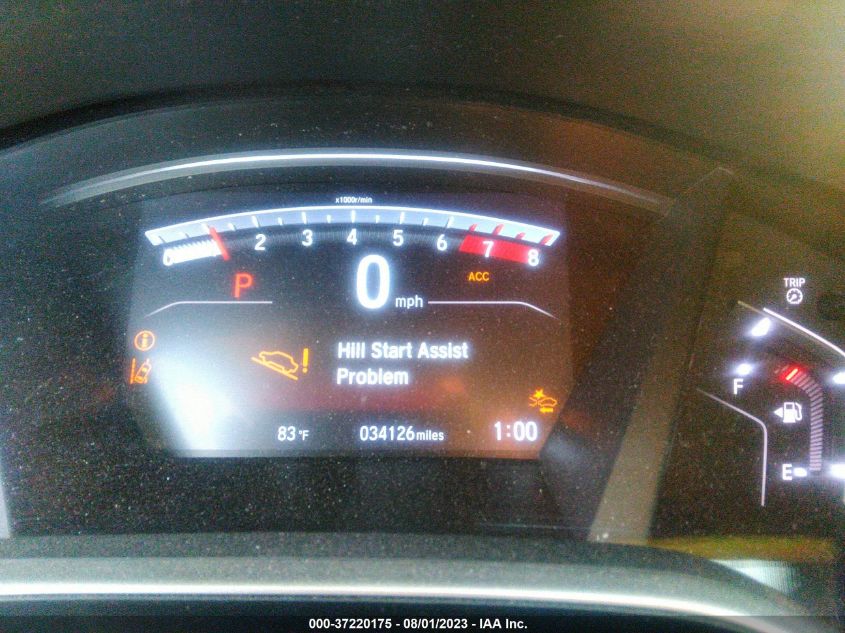 x1000r/min
0 2 3 4 5 6 7 8
P 0 mph ACC
TRIP
Hill Start Assist
Problem
F
E
83°F 034126 miles 1:00
000-37220175 - 08/01/2023 - IAA Inc.